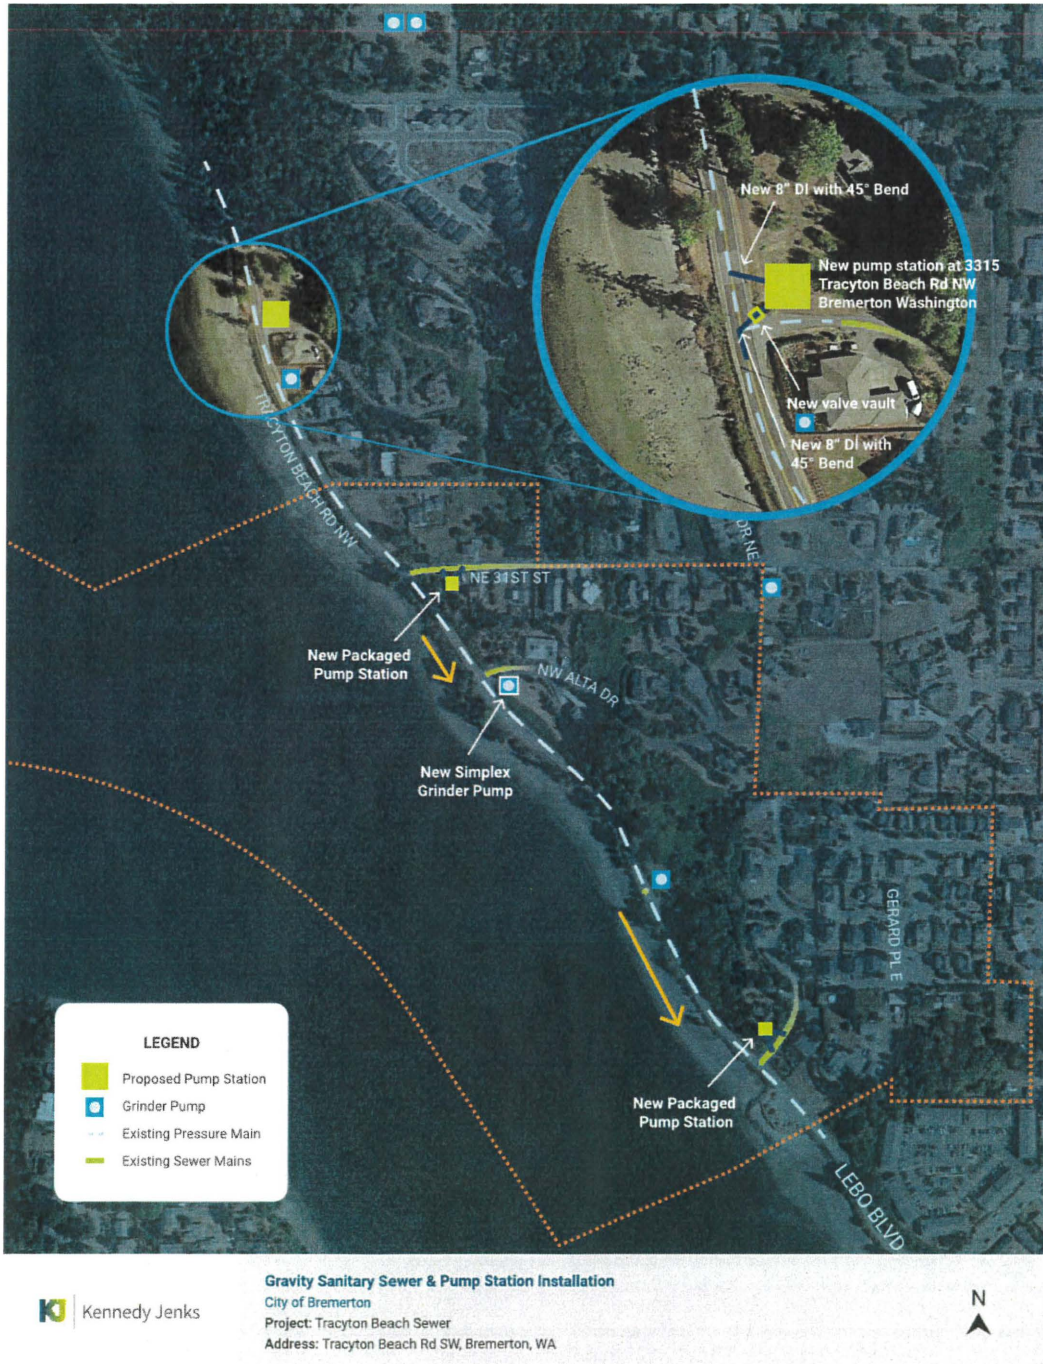 New 8" DI with 45° Bend
New pump station at 3315
Tracyton Beach Rd NW
Bremerton Washington
New valve vault
New 8" DI with
45° Bend
TRACYTON BEACH RD NW
DR NE
NE 31ST ST
New Packaged
Pump Station
NW ALTA DR
New Simplex
Grinder Pump
GERARD PL E
New Packaged
Pump Station
LEBO BLVD
LEGEND
Proposed Pump Station
Grinder Pump
Existing Pressure Main
Existing Sewer Mains
KJ Kennedy Jenks
Gravity Sanitary Sewer & Pump Station Installation
City of Bremerton
Project: Tracyton Beach Sewer
Address: Tracyton Beach Rd SW, Bremerton, WA
N